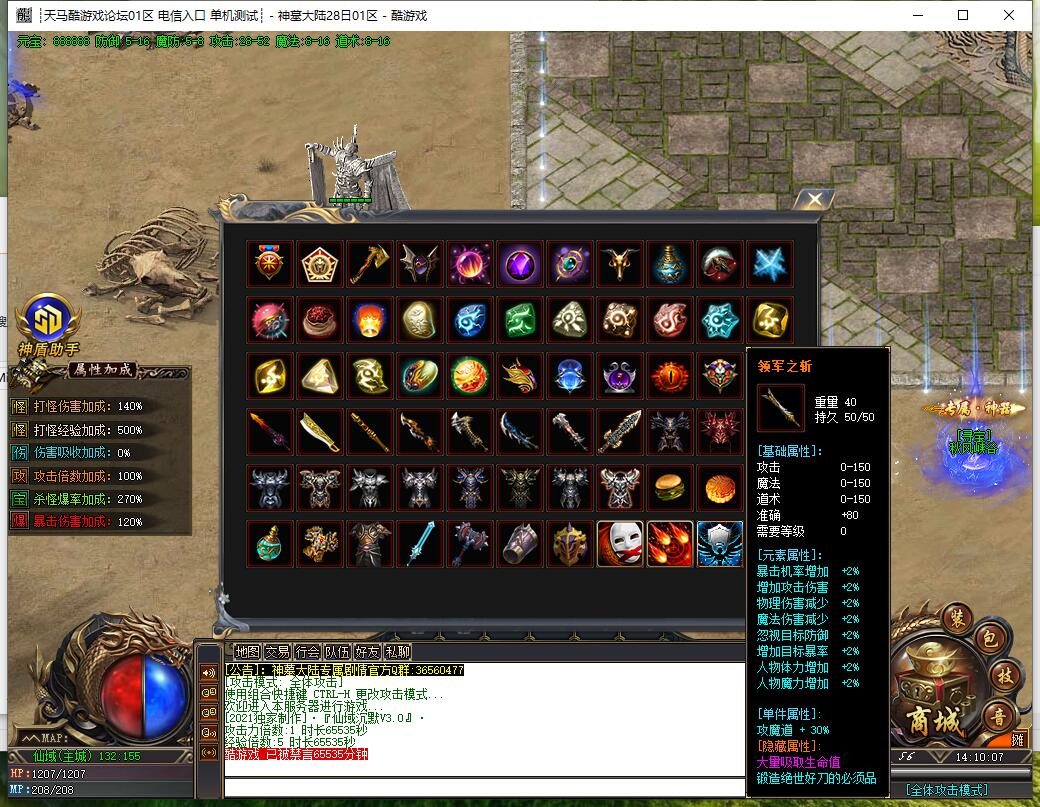 天马酷游戏论坛01区 电信入口 单机测试 - 神墓大陆28日01区 - 酷游戏
元宝: 888888 防御:5-16 魔防:5-8 攻击:28-52 魔法:8-16 道术:8-16
神盾助手
属性加成
怪 打怪伤害加成: 140%
怪 打怪经验加成: 500%
伤 伤害吸收加成: 0%
攻 攻击倍数加成: 100%
宝 杀怪爆率加成: 270%
爆 暴击伤害加成: 120%
专属·神器
[寻宝]
秋风峡谷
领军之斩
重量 40
持久 50/50
[基础属性]:
攻击 0-150
魔法 0-150
道术 0-150
准确 +80
需要等级 0
[元素属性]:
暴击机率增加 +2%
增加攻击伤害 +2%
物理伤害减少 +2%
魔法伤害减少 +2%
忽视目标防御 +2%
增加目标暴率 +2%
人物体力增加 +2%
人物魔力增加 +2%
[单件属性]:
攻魔道 + 30%
[隐藏属性]:
大量吸取生命值
锻造绝世好刀的必须品
地图 交易 行会 队伍 好友 私聊
[公告]: 神墓大陆专属剧情官方Q群:36560477
[攻击模式: 全体攻击]
使用组合快捷键 CTRL-H 更改攻击模式...
欢迎进入本服务器进行游戏...
[2021独家制作]·『仙域沉默V3.0』·
攻击力倍数:1 时长65535秒
经验倍数:5 时长65535秒
酷游戏 已被禁言65535分钟
MAP:
仙域(主城) 132:155
HP:1207/1207
MP:208/208
装
包
技
音
商城
摊
56
14:10:07
[全体攻击模式]